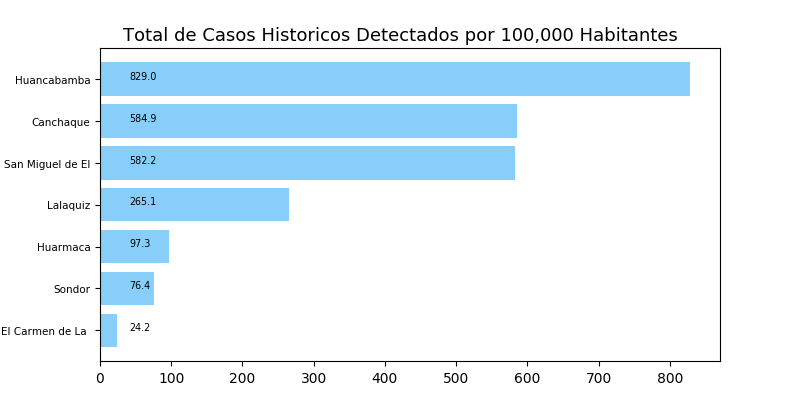 Total de Casos Historicos Detectados por 100,000 Habitantes
Huancabamba 829.0
Canchaque 584.9
San Miguel de El 582.2
Lalaquiz 265.1
Huarmaca 97.3
Sondor 76.4
El Carmen de La 24.2
0 100 200 300 400 500 600 700 800